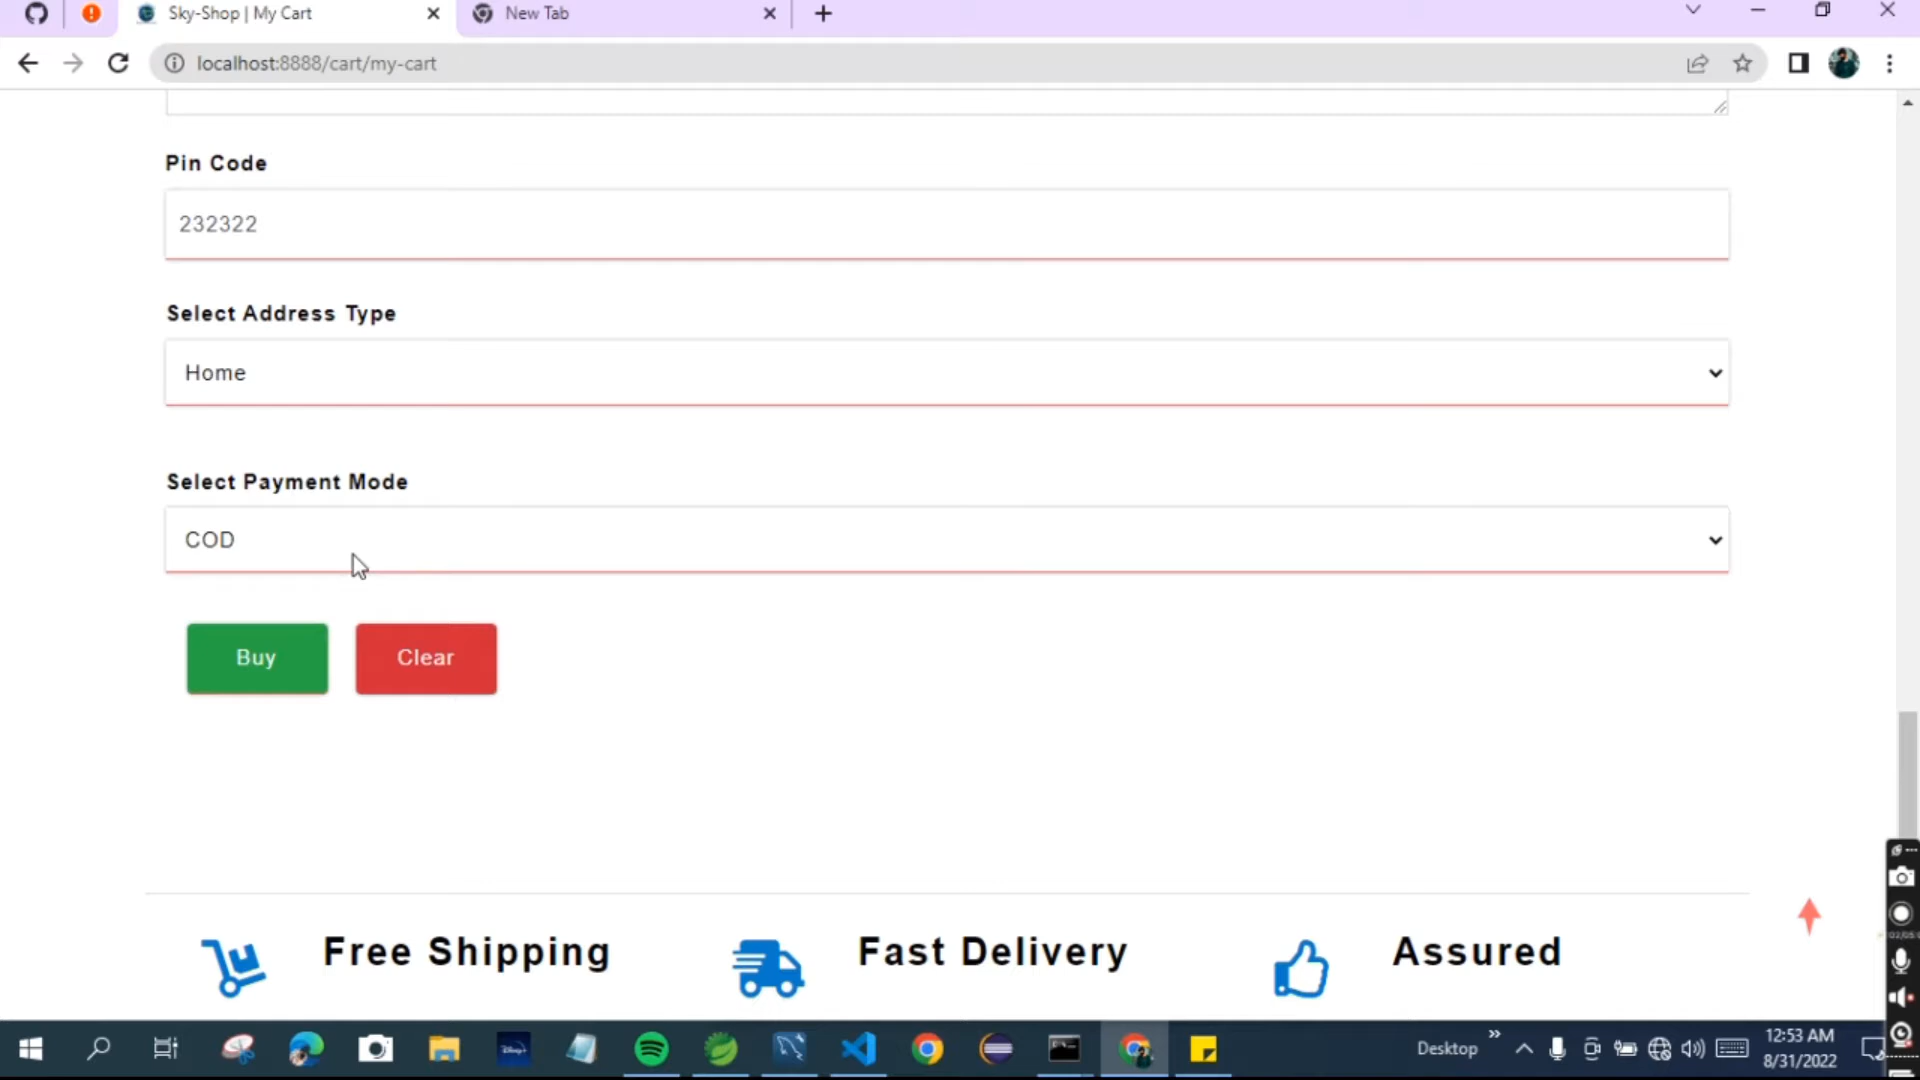 Sky-Shop | My Cart
New Tab
localhost:8888/cart/my-cart
Pin Code
232322
Select Address Type
Home
Select Payment Mode
COD
Buy
Clear
Free Shipping
Fast Delivery
Assured
Desktop
12:53 AM
8/31/2022